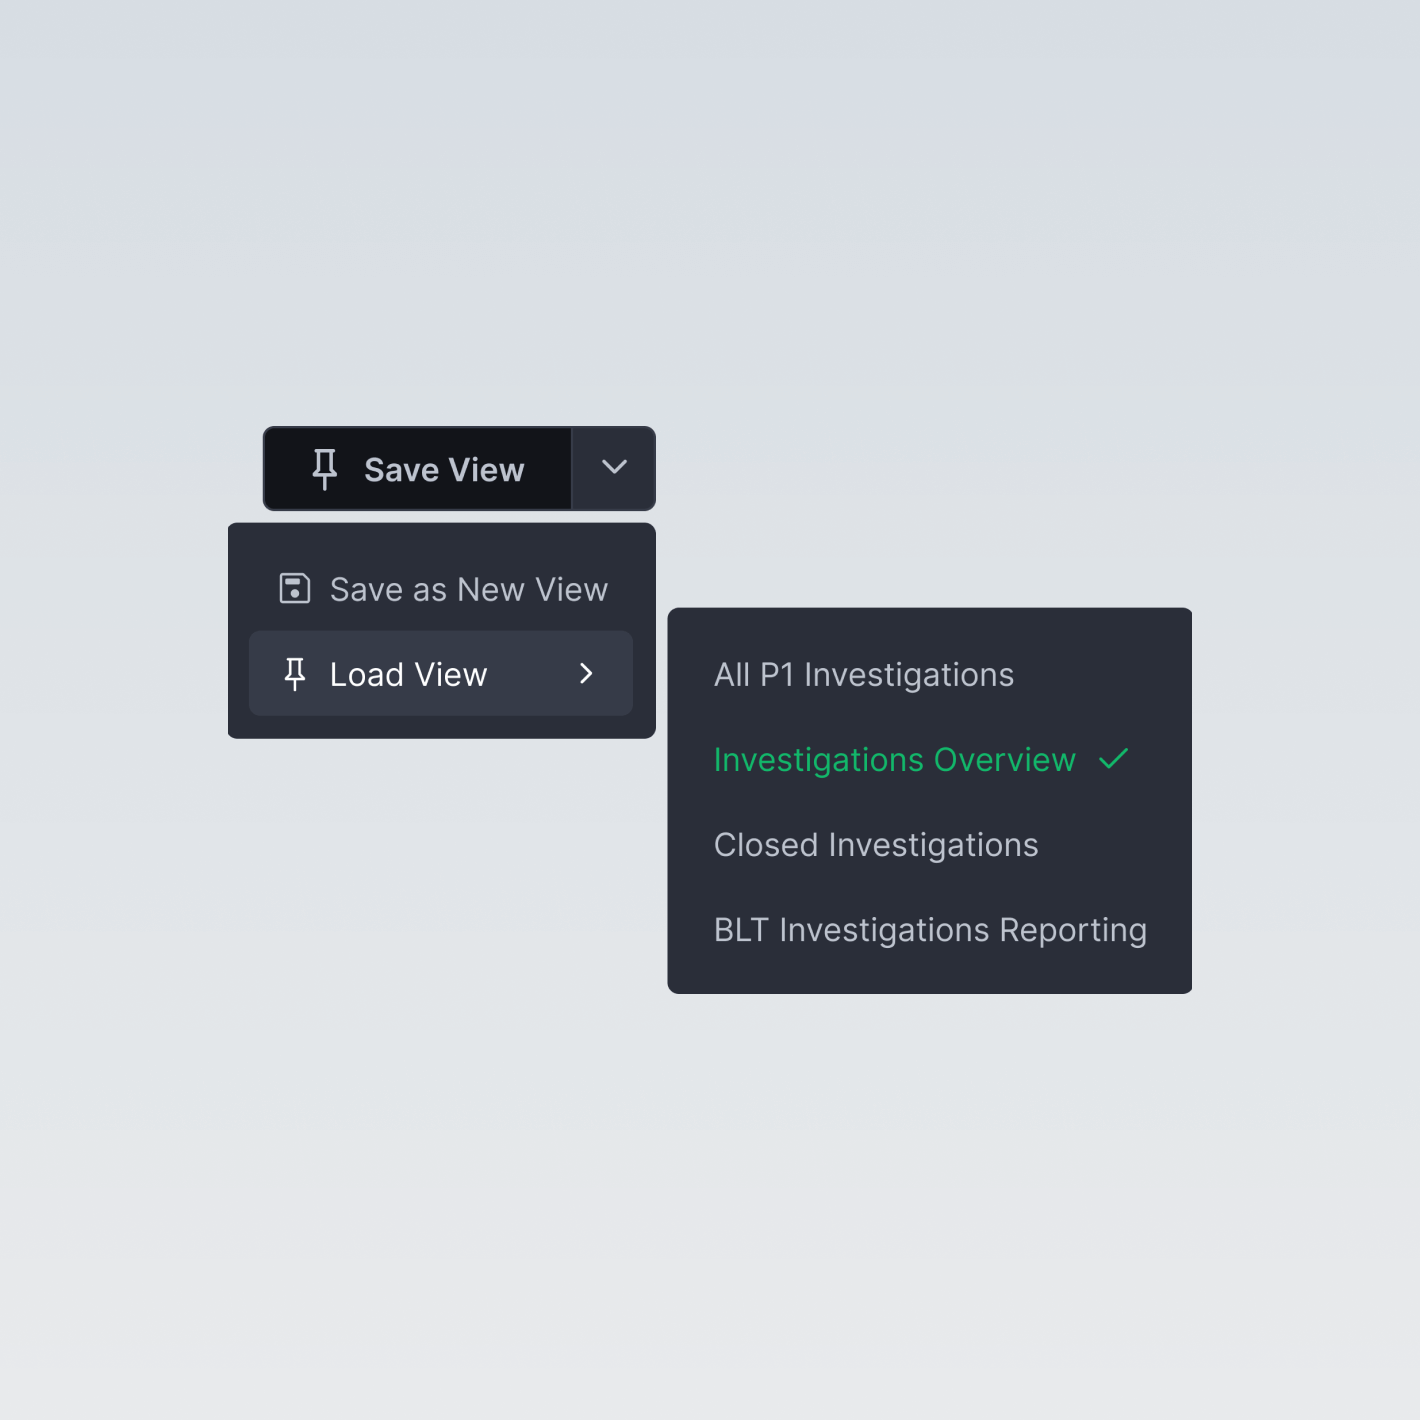 Save View
Save as New View
Load View
All P1 Investigations
Investigations Overview
Closed Investigations
BLT Investigations Reporting